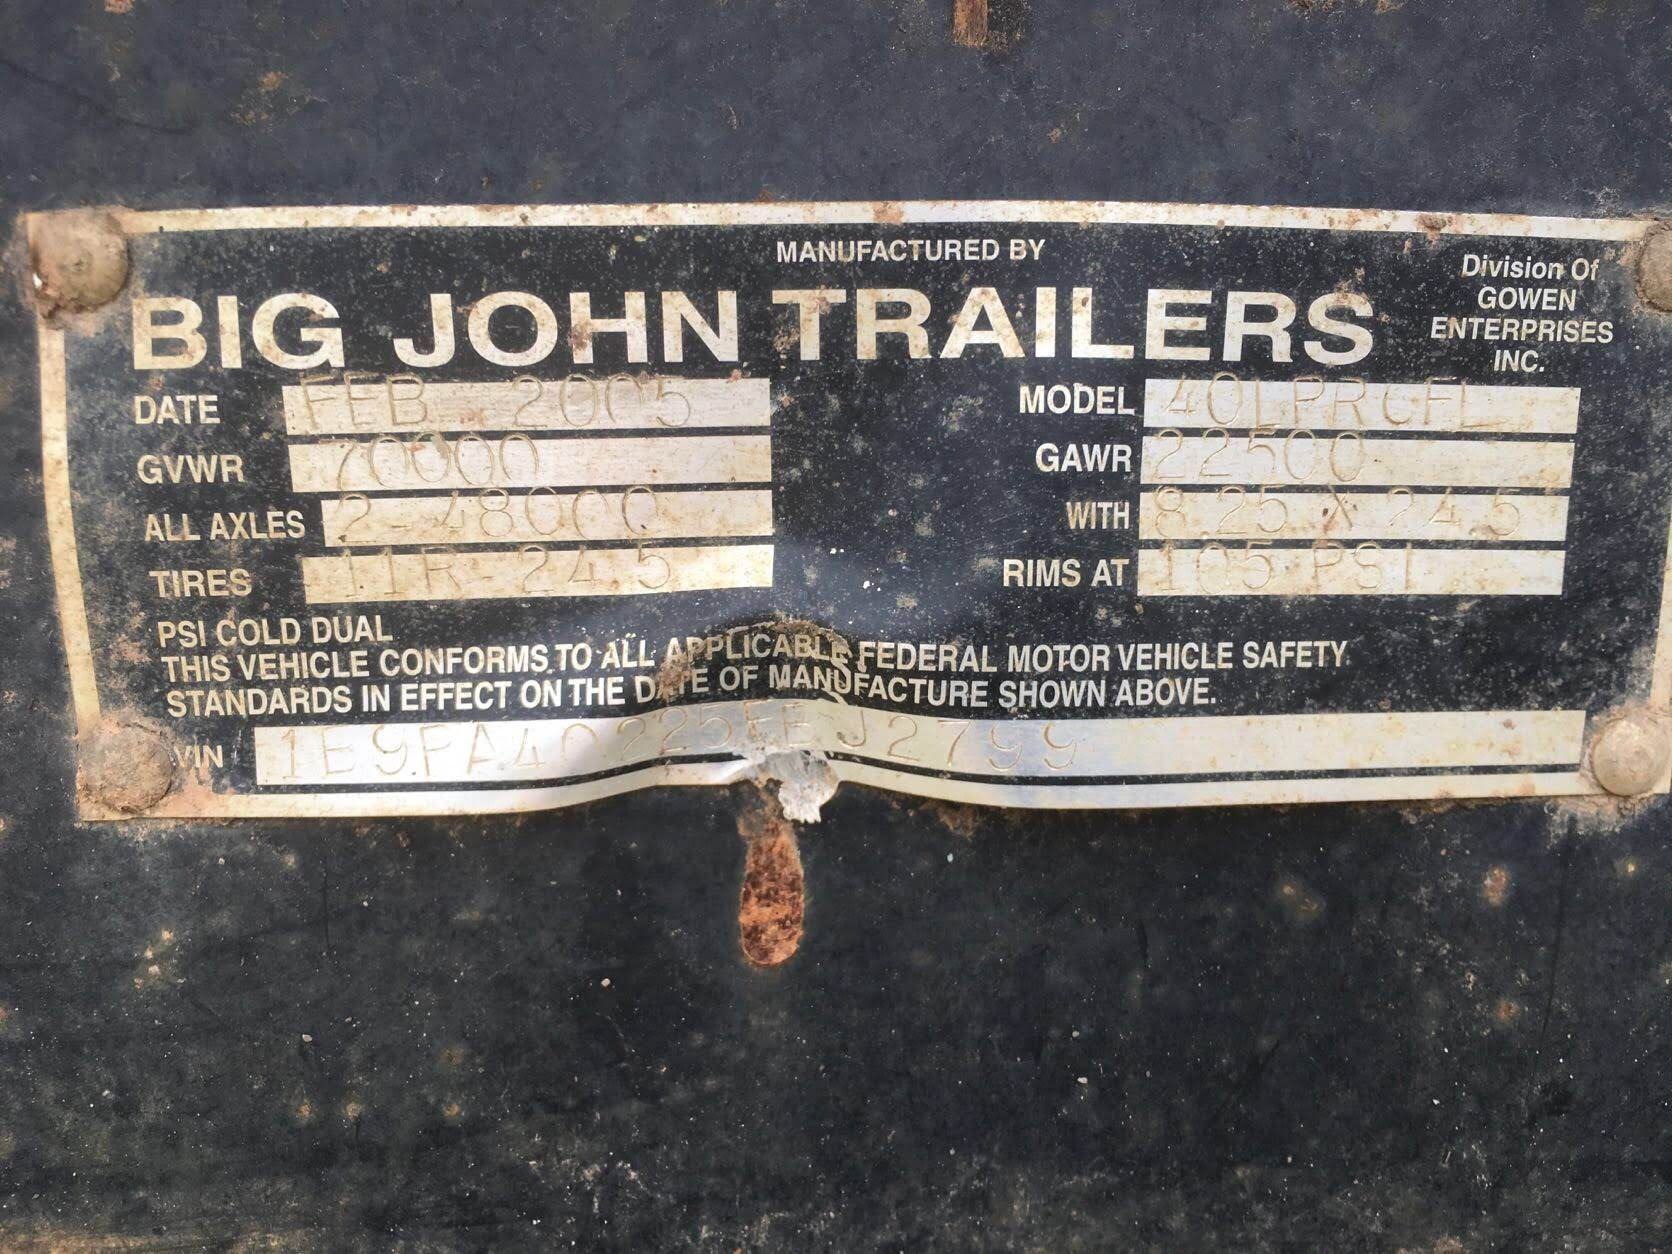 MANUFACTURED BY
BIG JOHN TRAILERS
Division Of
GOWEN
ENTERPRISES
INC.
DATE FEB 2005
MODEL 40LPRCFL
GVWR 70000
GAWR 22500
ALL AXLES 2-48000
WITH 8.25 X 24.5
TIRES 11R-24.5
RIMS AT 105 PSI
PSI COLD DUAL
THIS VEHICLE CONFORMS TO ALL APPLICABLE FEDERAL MOTOR VEHICLE SAFETY
STANDARDS IN EFFECT ON THE DATE OF MANUFACTURE SHOWN ABOVE.
VIN 1E9FA40225EEJ2799